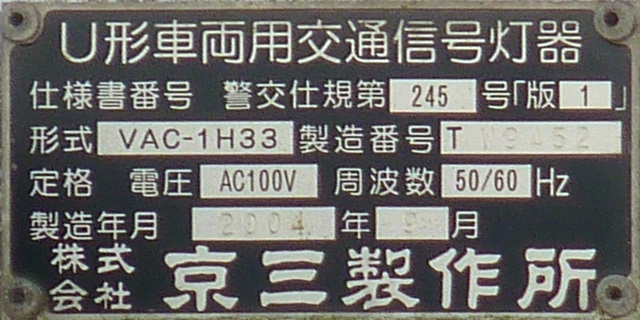 U形車両用交通信号灯器
仕様書番号 警交仕規第 245 号「版 1 」
形式 VAC-1H33 製造番号 T V9452
定格 電圧 AC100V 周波数 50/60 Hz
製造年月 2004 年 9 月
株式会社 京三製作所